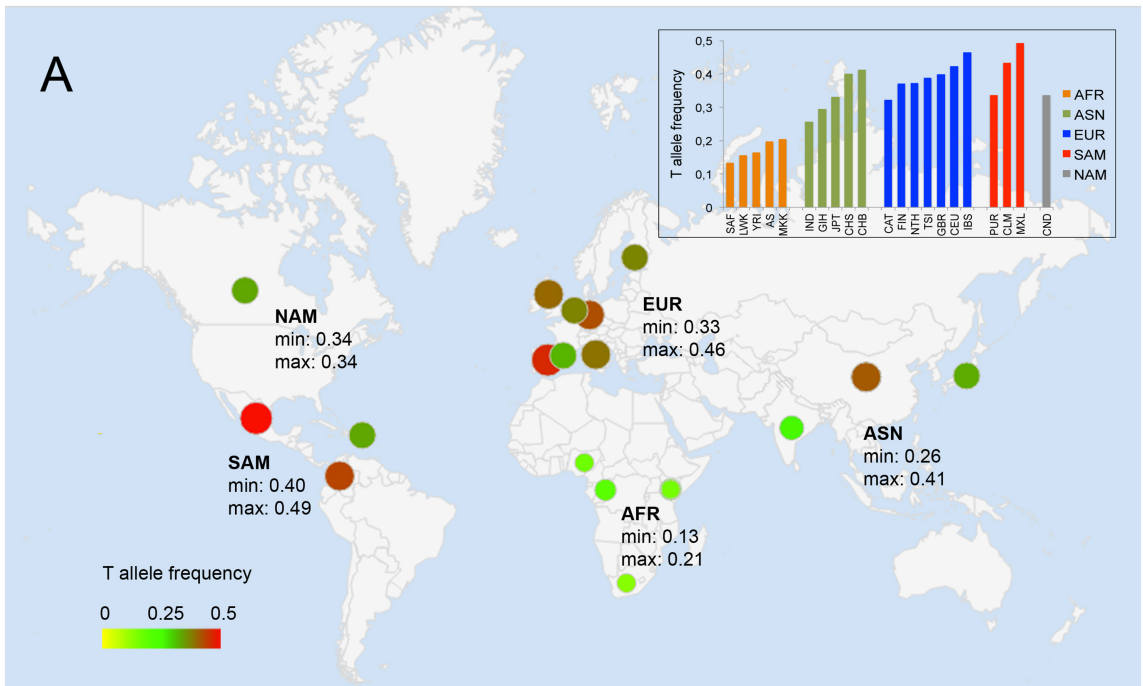 A
0,5
0,4
0,3
0,2
0,1
0
T allele frequency
SAF
LWK
YRI
AS
MKK
IND
GIH
JPT
CHS
CHB
CAT
FIN
NTH
TSI
GBR
CEU
IBS
PUR
CLM
MXL
CND
AFR
ASN
EUR
SAM
NAM
NAM
min: 0.34
max: 0.34
EUR
min: 0.33
max: 0.46
SAM
min: 0.40
max: 0.49
ASN
min: 0.26
max: 0.41
AFR
min: 0.13
max: 0.21
T allele frequency
0 0.25 0.5